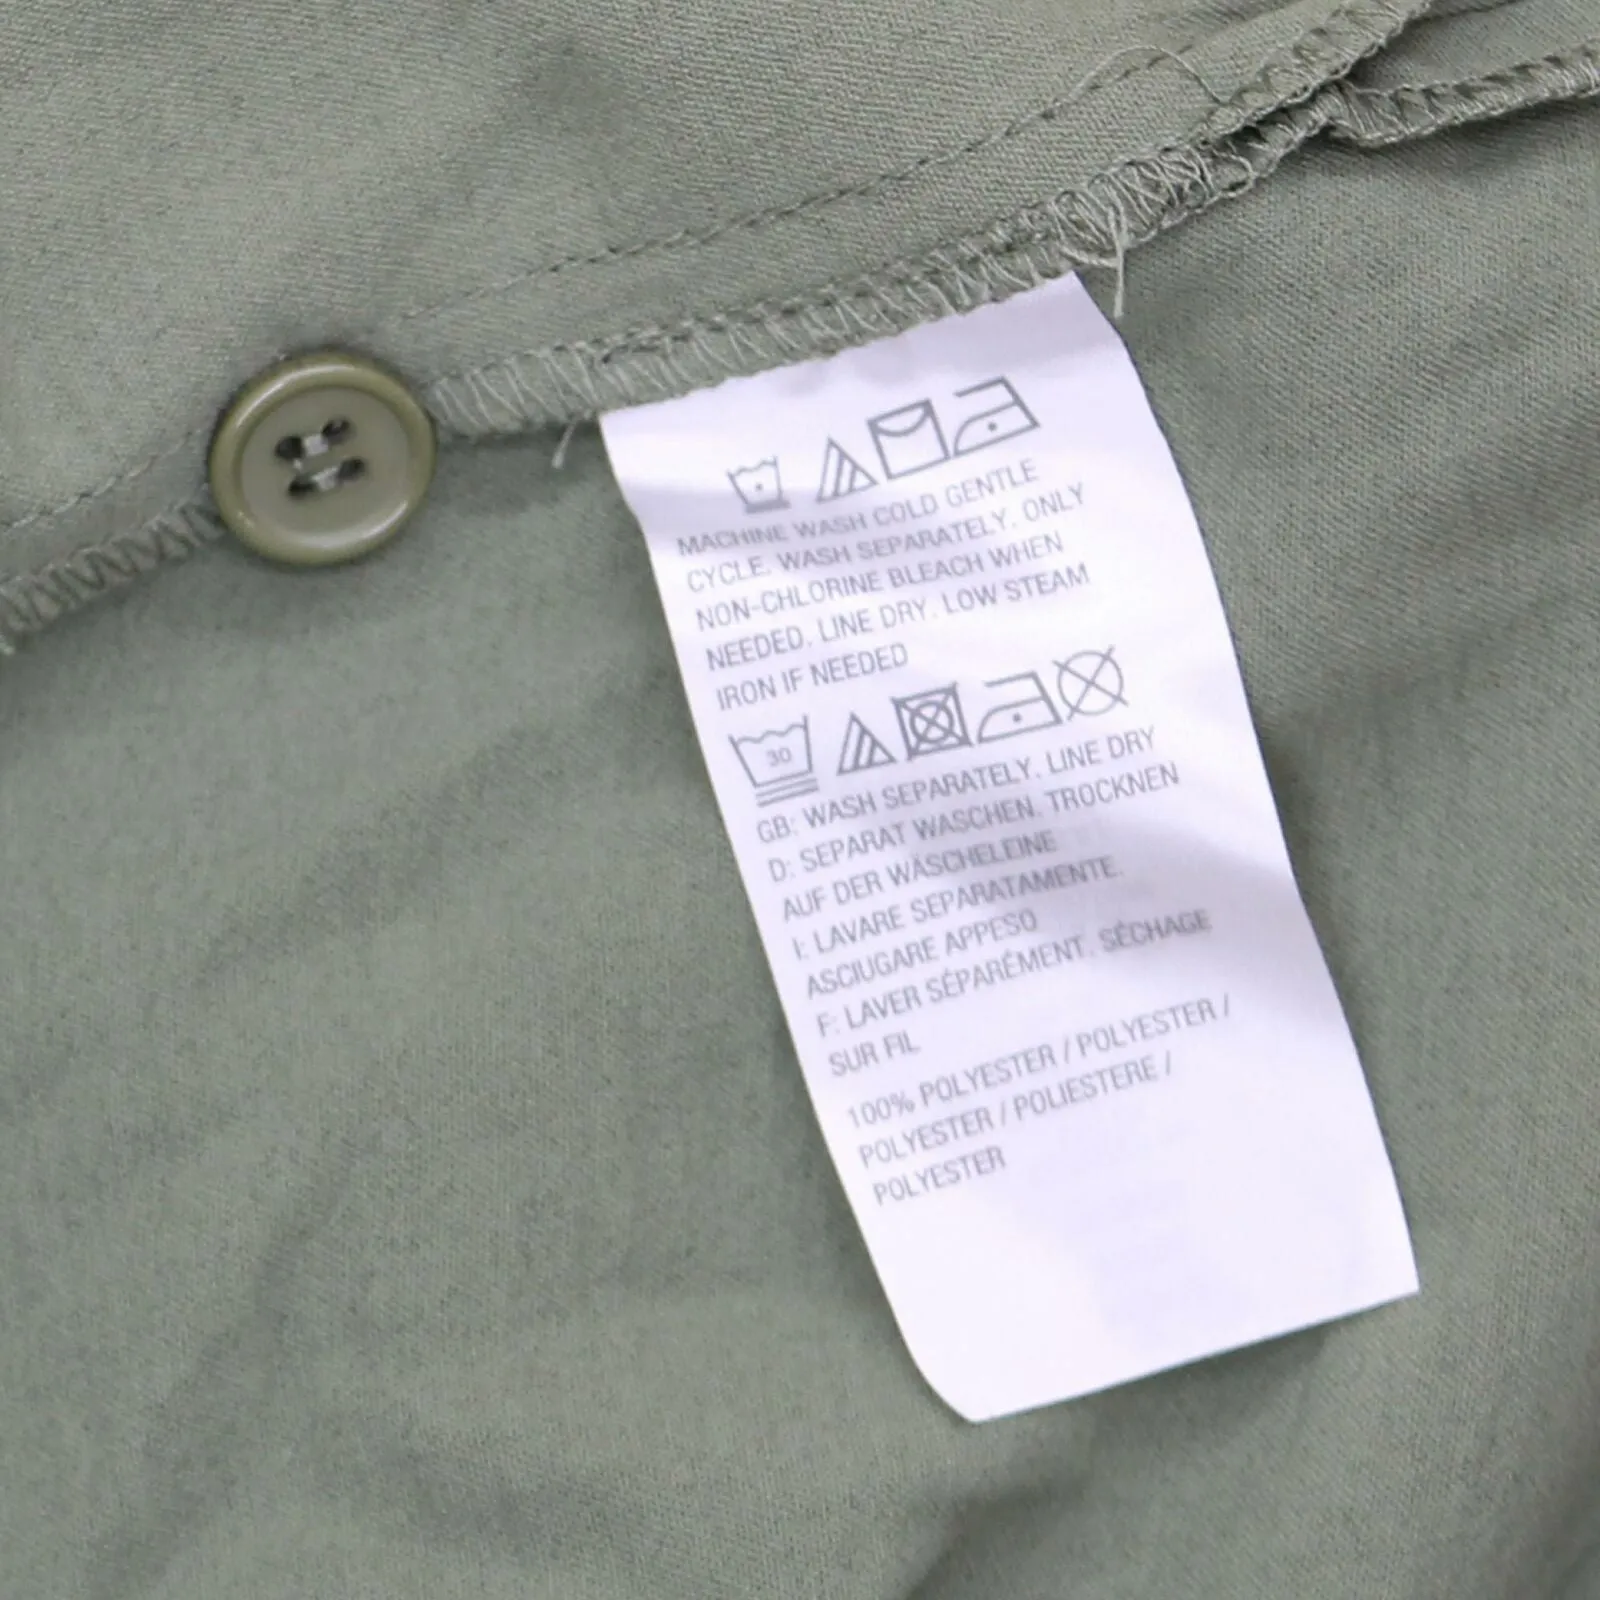 MACHINE WASH COLD GENTLE
CYCLE. WASH SEPARATELY. ONLY
NON-CHLORINE BLEACH WHEN
NEEDED. LINE DRY. LOW STEAM
IRON IF NEEDED
30
GB: WASH SEPARATELY. LINE DRY
D: SEPARAT WASCHEN. TROCKNEN
AUF DER WÄSCHELEINE
I: LAVARE SEPARATAMENTE.
ASCIUGARE APPESO
F: LAVER SÉPARÉMENT. SÉCHAGE
SUR FIL
100% POLYESTER / POLYESTER /
POLYESTER / POLIESTERE /
POLYESTER